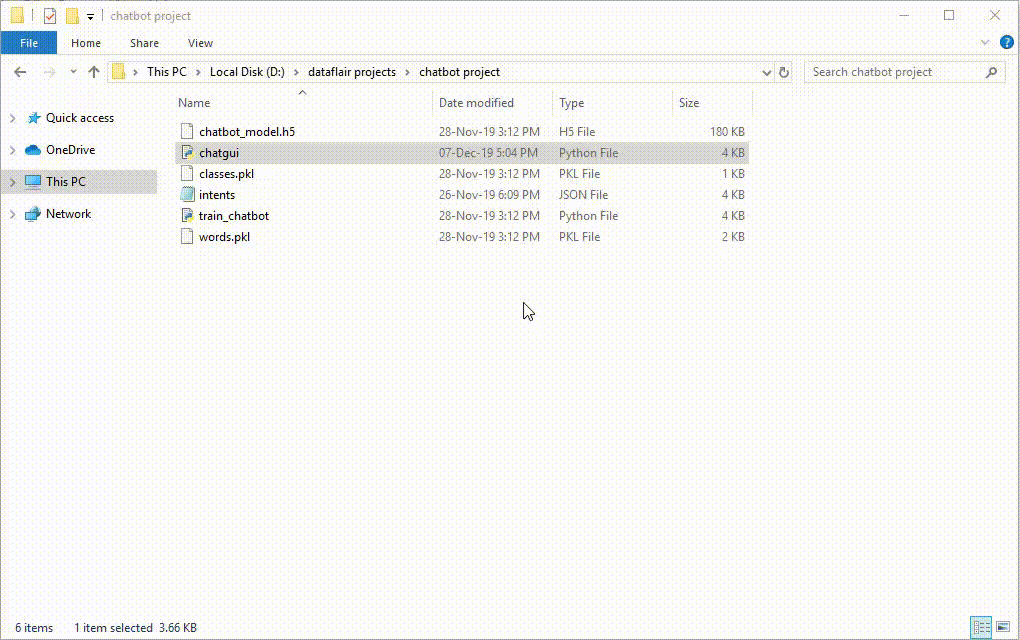 chatbot project
File Home Share View
This PC Local Disk (D:) dataflair projects chatbot project Search chatbot project
Name Date modified Type Size
Quick access
OneDrive
This PC
Network
chatbot_model.h5 28-Nov-19 3:12 PM H5 File 180 KB
chatgui 07-Dec-19 5:04 PM Python File 4 KB
classes.pkl 28-Nov-19 3:12 PM PKL File 1 KB
intents 26-Nov-19 6:09 PM JSON File 4 KB
train_chatbot 28-Nov-19 3:12 PM Python File 4 KB
words.pkl 28-Nov-19 3:12 PM PKL File 2 KB
6 items 1 item selected 3.66 KB